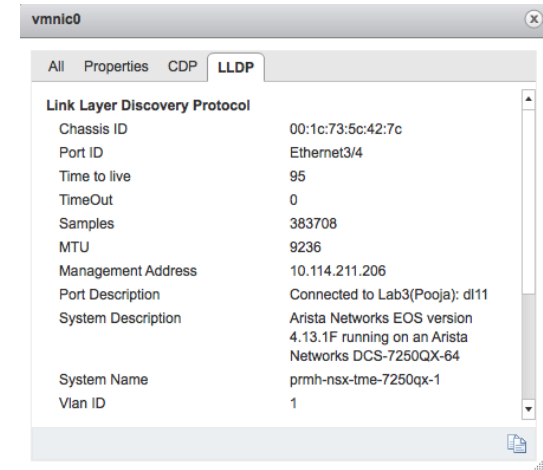 vmnic0
All Properties CDP LLDP
Link Layer Discovery Protocol
Chassis ID 00:1c:73:5c:42:7c
Port ID Ethernet3/4
Time to live 95
TimeOut 0
Samples 383708
MTU 9236
Management Address 10.114.211.206
Port Description Connected to Lab3(Pooja): dl11
System Description Arista Networks EOS version
4.13.1F running on an Arista
Networks DCS-7250QX-64
System Name prmh-nsx-tme-7250qx-1
Vlan ID 1